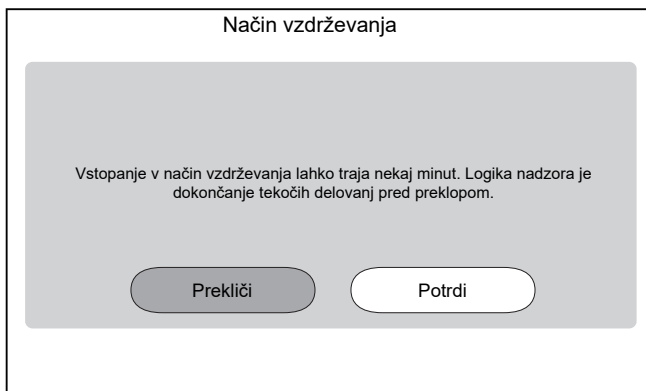 Način vzdrževanja
Vstopanje v način vzdrževanja lahko traja nekaj minut. Logika nadzora je
dokončanje tekočih delovanj pred preklopom.
Prekliči
Potrdi